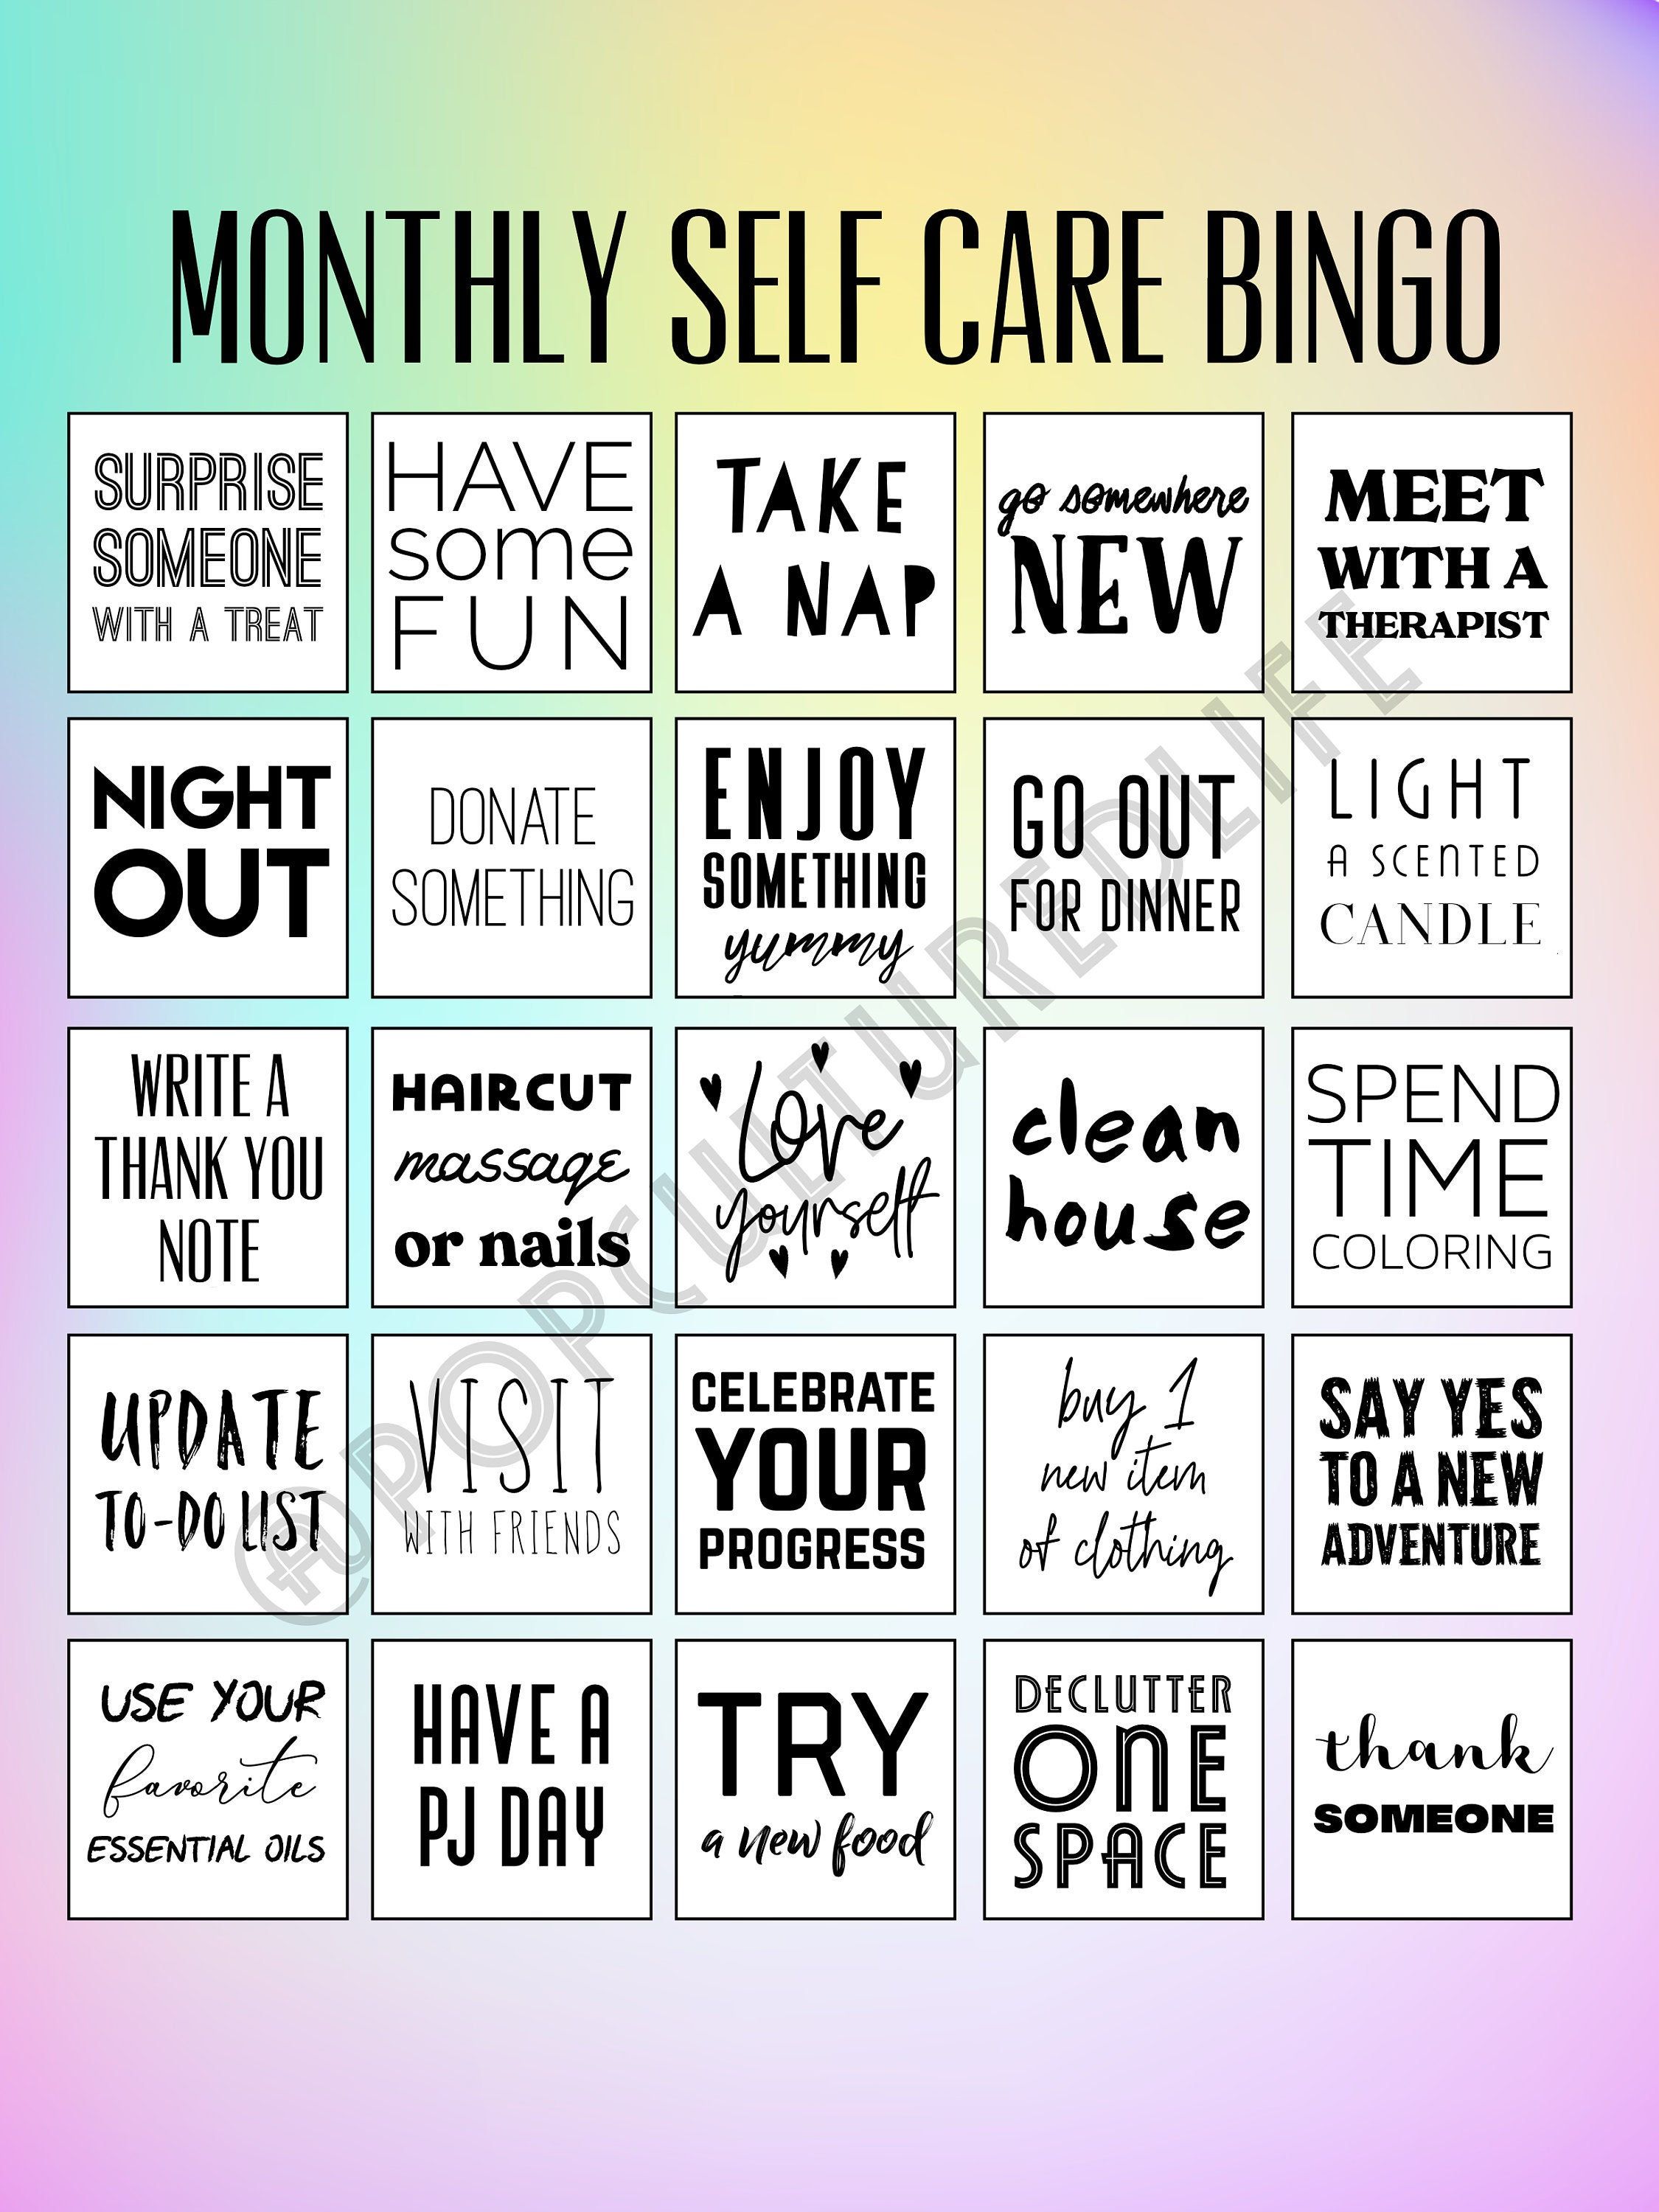 MONTHLY SELF CARE BINGO
SURPRISE
SOMEONE
WITH A TREAT
HAVE
some
FUN
TAKE
A NAP
go somewhere
NEW
MEET
WITH A
THERAPIST
NIGHT
OUT
DONATE
SOMETHING
ENJOY
SOMETHING
yummy
GO OUT
FOR DINNER
LIGHT
A SCENTED
CANDLE
WRITE A
THANK YOU
NOTE
HAIRCUT
massage
or nails
Love
yourself
clean
house
SPEND
TIME
COLORING
UPDATE
TO-DO LIST
VISIT
WITH FRIENDS
CELEBRATE
YOUR
PROGRESS
buy 1
new item
of clothing
SAY YES
TO A NEW
ADVENTURE
USE YOUR
favorite
ESSENTIAL OILS
HAVE A
PJ DAY
TRY
a new food
DECLUTTER
ONE
SPACE
thank
SOMEONE
@POPCULTUREDLIFE